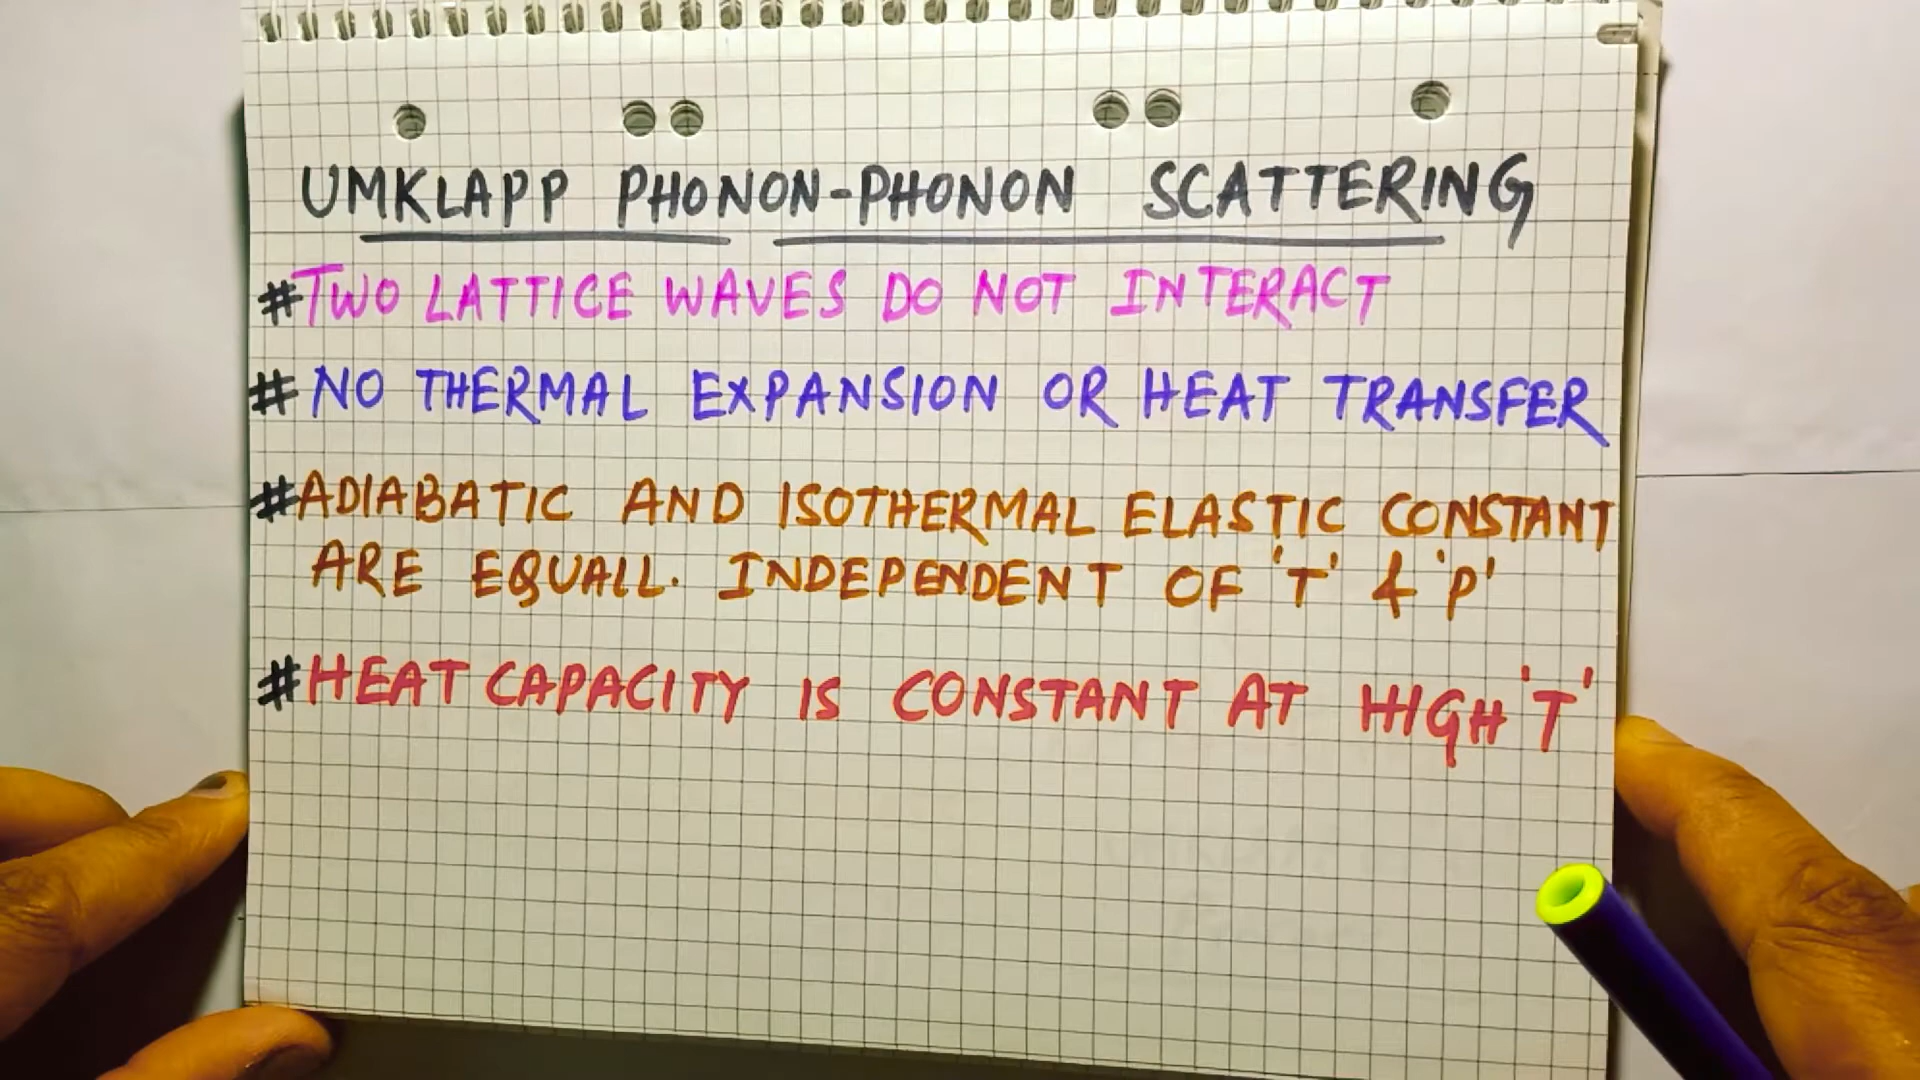 UMKLAPP PHONON-PHONON SCATTERING
#TWO LATTICE WAVES DO NOT INTERACT
# NO THERMAL EXPANSION OR HEAT TRANSFER
#ADIABATIC AND ISOTHERMAL ELASTIC CONSTANT
ARE EQUALL. INDEPENDENT OF 'T' & 'P'
#HEAT CAPACITY IS CONSTANT AT HIGH 'T'